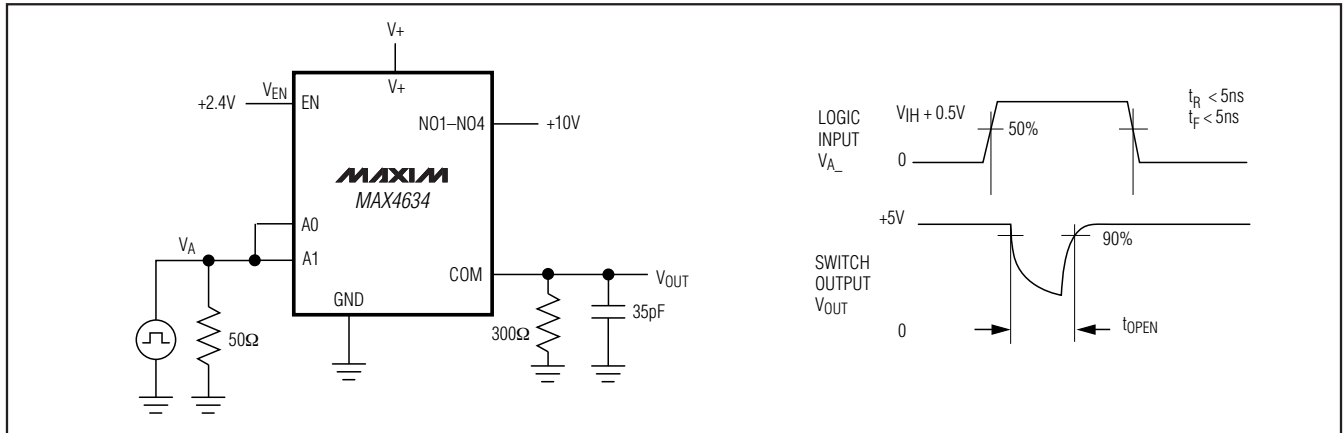 V+
V+
+2.4V
VEN
EN
NO1–NO4
+10V
MAXIM
MAX4634
A0
VA
A1
COM
VOUT
GND
50Ω
300Ω
35pF
LOGIC
INPUT
VA_
VIH + 0.5V
50%
0
tR < 5ns
tF < 5ns
+5V
90%
SWITCH
OUTPUT
VOUT
0
tOPEN